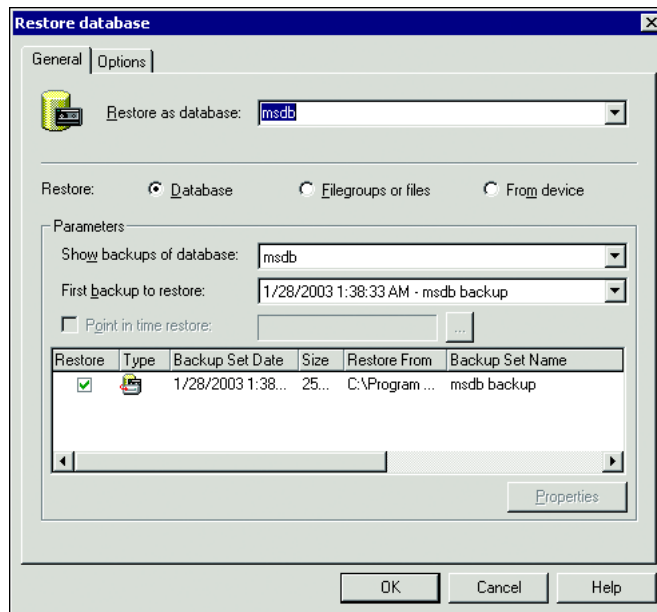 Restore database
General Options
Restore as database: msdb
Restore: Database Filegroups or files From device
Parameters
Show backups of database: msdb
First backup to restore: 1/28/2003 1:38:33 AM - msdb backup
Point in time restore: ...
Restore Type Backup Set Date Size Restore From Backup Set Name
1/28/2003 1:38... 25... C:\Program ... msdb backup
Properties
OK Cancel Help